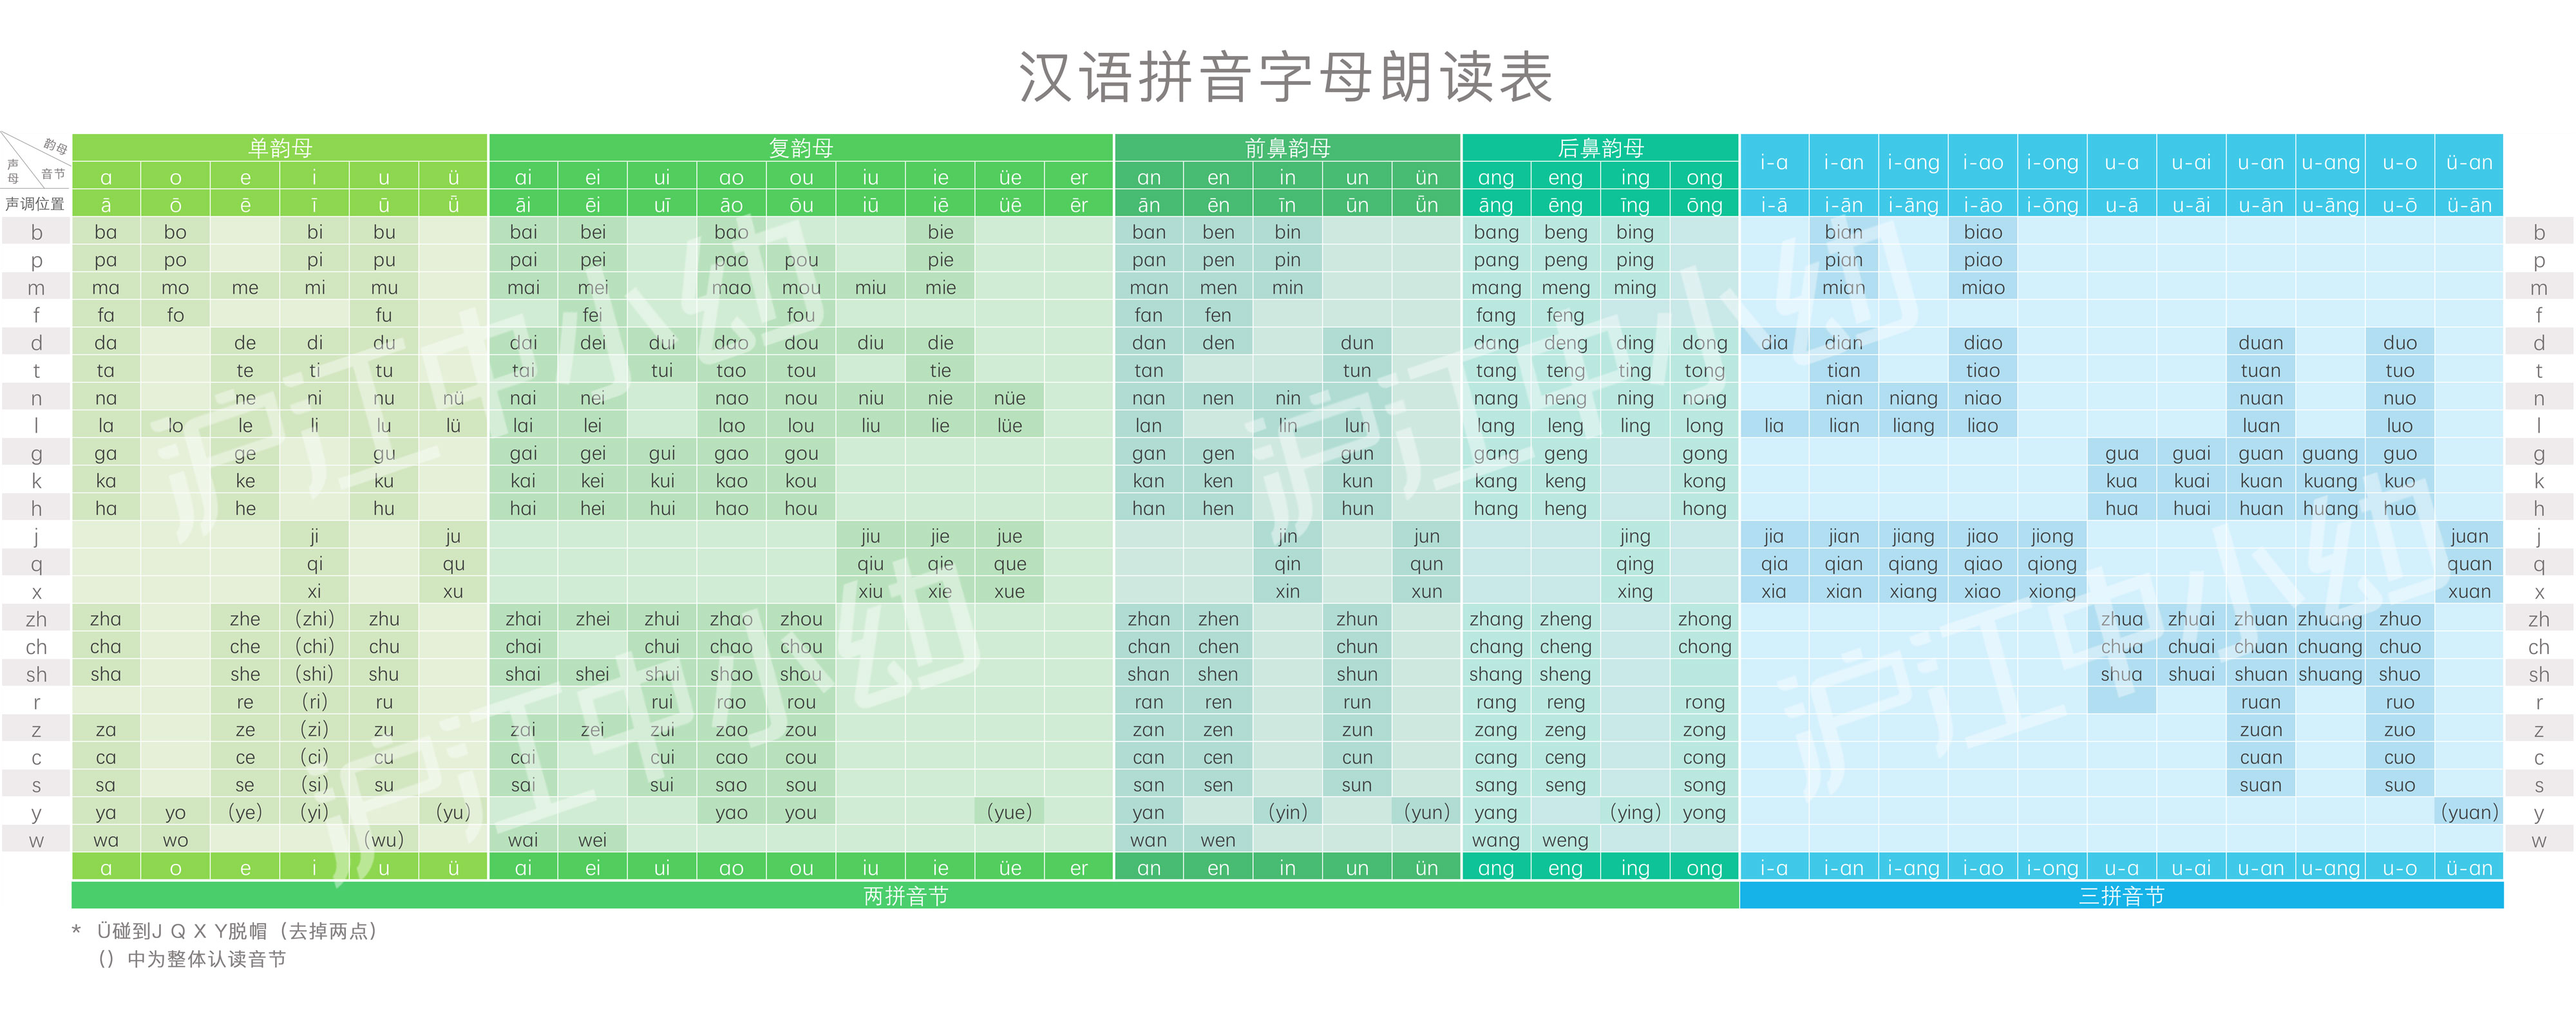 汉语拼音字母朗读表
韵母
声母 音节
单韵母 复韵母 前鼻韵母 后鼻韵母 i-a i-an i-ang i-ao i-ong u-a u-ai u-an u-ang u-o ü-an
a o e i u ü ai ei ui ao ou iu ie üe er an en in un ün ang eng ing ong
声调位置 ā ō ē ī ū ǖ āi ēi uī āo ōu iū iē üē ēr ān ēn īn ūn ǖn āng ēng īng ōng i-ā i-ān i-āng i-āo i-ōng u-ā u-āi u-ān u-āng u-ō ü-ān
b ba bo bi bu bai bei bao bie ban ben bin bang beng bing bian biao b
p pa po pi pu pai pei pao pou pie pan pen pin pang peng ping pian piao p
m ma mo me mi mu mai mei mao mou miu mie man men min mang meng ming mian miao m
f fa fo fu fei fou fan fen fang feng f
d da de di du dai dei dui dao dou diu die dan den dun dang deng ding dong dia dian diao duan duo d
t ta te ti tu tai tui tao tou tie tan tun tang teng ting tong tian tiao tuan tuo t
n na ne ni nu nü nai nei nao nou niu nie nüe nan nen nin nang neng ning nong nian niang niao nuan nuo n
l la lo le li lu lü lai lei lao lou liu lie lüe lan lin lun lang leng ling long lia lian liang liao luan luo l
g ga ge gu gai gei gui gao gou gan gen gun gang geng gong gua guai guan guang guo g
k ka ke ku kai kei kui kao kou kan ken kun kang keng kong kua kuai kuan kuang kuo k
h ha he hu hai hei hui hao hou han hen hun hang heng hong hua huai huan huang huo h
j ji ju jiu jie jue jin jun jing jia jian jiang jiao jiong juan j
q qi qu qiu qie que qin qun qing qia qian qiang qiao qiong quan q
x xi xu xiu xie xue xin xun xing xia xian xiang xiao xiong xuan x
zh zha zhe (zhi) zhu zhai zhei zhui zhao zhou zhan zhen zhun zhang zheng zhong zhua zhuai zhuan zhuang zhuo zh
ch cha che (chi) chu chai chui chao chou chan chen chun chang cheng chong chua chuai chuan chuang chuo ch
sh sha she (shi) shu shai shei shui shao shou shan shen shun shang sheng shua shuai shuan shuang shuo sh
r re (ri) ru rui rao rou ran ren run rang reng rong ruan ruo r
z za ze (zi) zu zai zei zui zao zou zan zen zun zang zeng zong zuan zuo z
c ca ce (ci) cu cai cui cao cou can cen cun cang ceng cong cuan cuo c
s sa se (si) su sai sui sao sou san sen sun sang seng song suan suo s
y ya yo (ye) (yi) (yu) yao you (yue) yan (yin) (yun) yang (ying) yong (yuan) y
w wa wo (wu) wai wei wan wen wang weng w
a o e i u ü ai ei ui ao ou iu ie üe er an en in un ün ang eng ing ong i-a i-an i-ang i-ao i-ong u-a u-ai u-an u-ang u-o ü-an
两拼音节 三拼音节
* Ü碰到J Q X Y脱帽（去掉两点）
（）中为整体认读音节
沪江中小幼
沪江中小幼
沪江中小幼
沪江中小幼